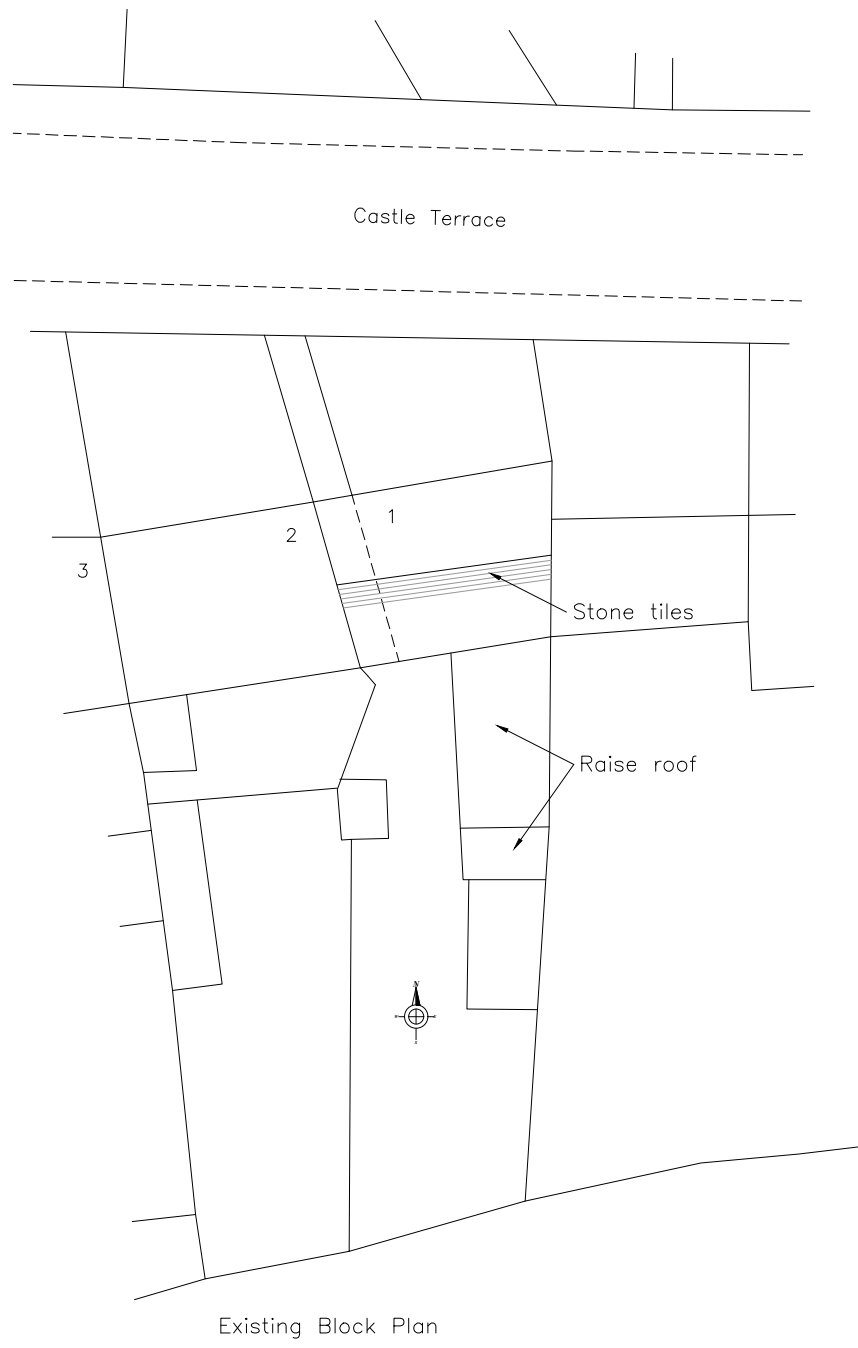 Castle Terrace
1
2
3
Stone tiles
Raise roof
N
Existing Block Plan